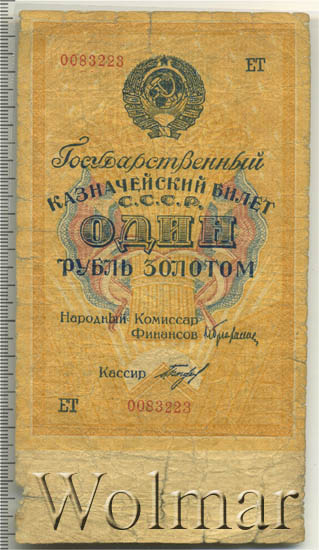 0083223
ЕТ
Государственный
КАЗНАЧЕЙСКИЙ БИЛЕТ
С.С.С.Р.
ОДИН
РУБЛЬ ЗОЛОТОМ
Народный Комиссар
Финансов
Кассир
ЕТ 0083223
Wolmar